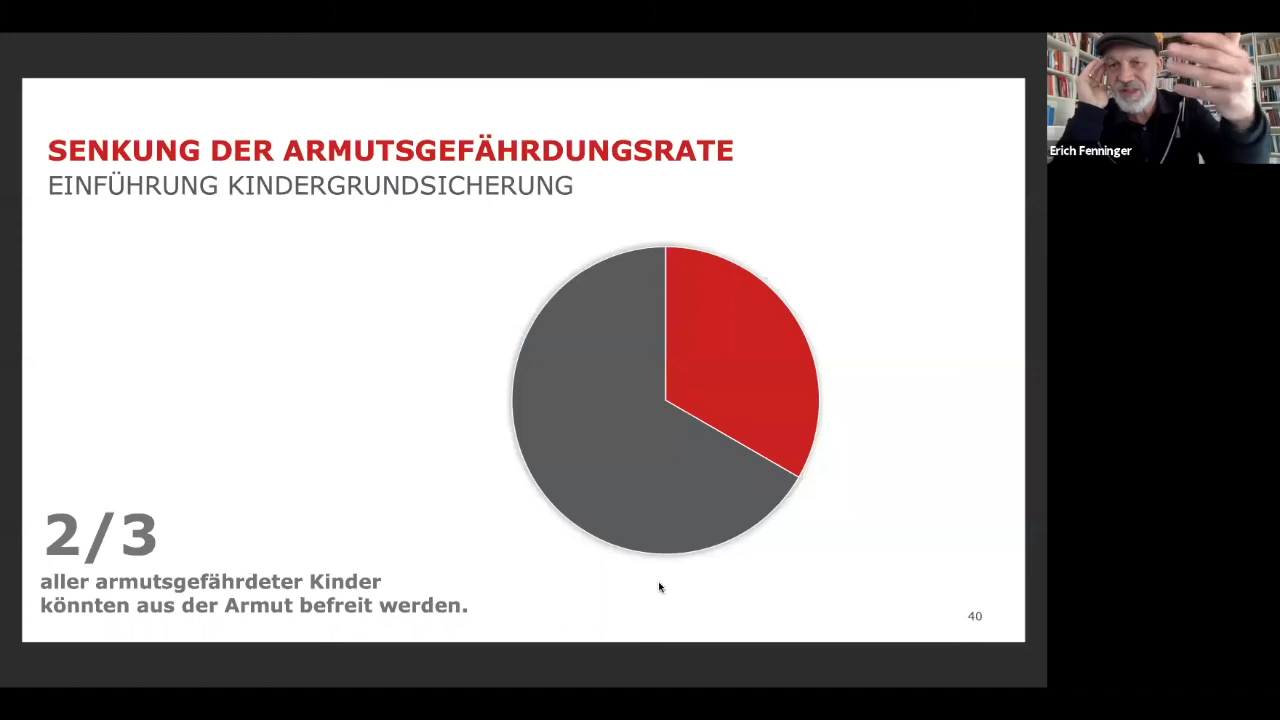 SENKUNG DER ARMUTSGEFÄHRDUNGSRATE
EINFÜHRUNG KINDERGRUNDSICHERUNG
2/3
aller armutsgefährdeter Kinder
könnten aus der Armut befreit werden.
40
Erich Fenninger